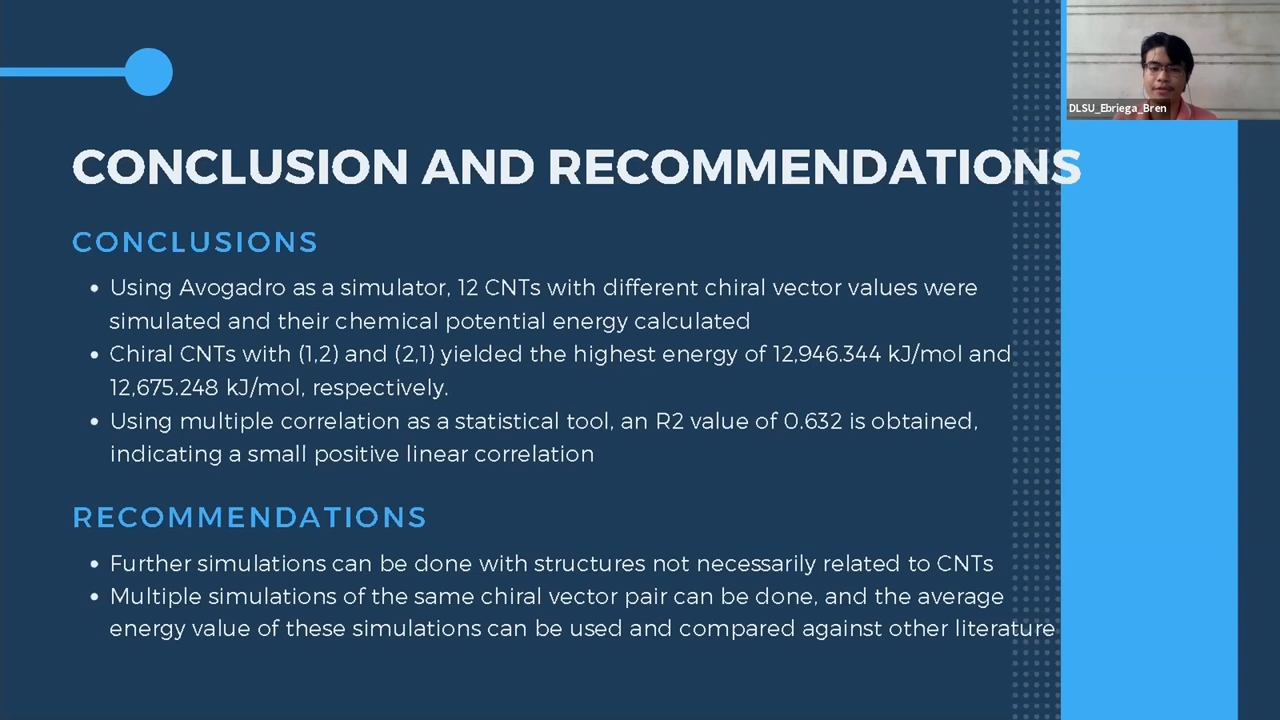 DLSU_Ebriega_Bren
CONCLUSION AND RECOMMENDATIONS
CONCLUSIONS
• Using Avogadro as a simulator, 12 CNTs with different chiral vector values were
simulated and their chemical potential energy calculated
• Chiral CNTs with (1,2) and (2,1) yielded the highest energy of 12,946.344 kJ/mol and
12,675.248 kJ/mol, respectively.
• Using multiple correlation as a statistical tool, an R2 value of 0.632 is obtained,
indicating a small positive linear correlation
RECOMMENDATIONS
• Further simulations can be done with structures not necessarily related to CNTs
• Multiple simulations of the same chiral vector pair can be done, and the average
energy value of these simulations can be used and compared against other literature